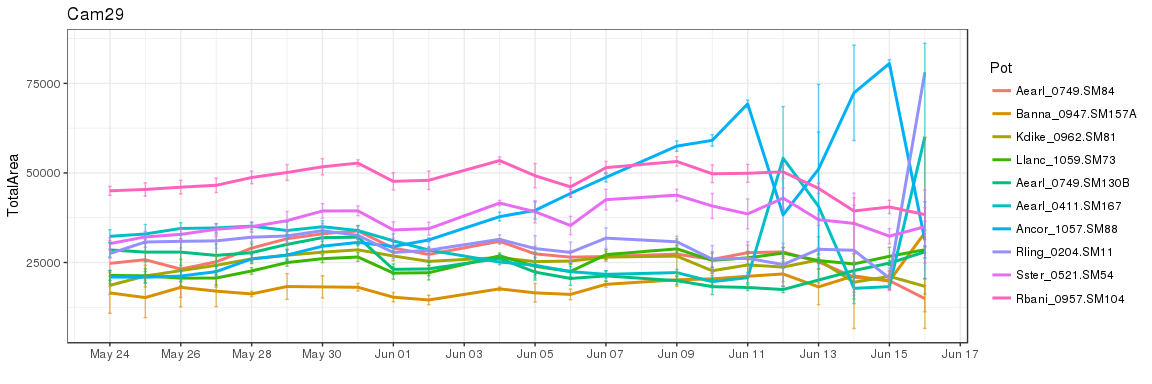 Cam29
TotalArea
75000
50000
25000
May 24 May 26 May 28 May 30 Jun 01 Jun 03 Jun 05 Jun 07 Jun 09 Jun 11 Jun 13 Jun 15 Jun 17
Pot
Aearl_0749.SM84
Banna_0947.SM157A
Kdike_0962.SM81
Llanc_1059.SM73
Aearl_0749.SM130B
Aearl_0411.SM167
Ancor_1057.SM88
Rling_0204.SM11
Sster_0521.SM54
Rbani_0957.SM104